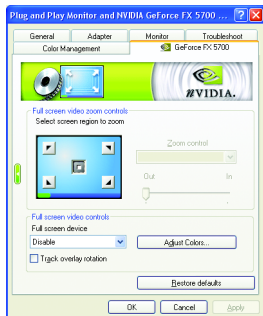 Plug and Play Monitor and NVIDIA GeForce FX 5700 ...
General
Adapter
Monitor
Troubleshoot
Color Management
GeForce FX 5700
NVIDIA.
Full screen video zoom controls
Select screen region to zoom
Zoom control
Out
In
Full screen video controls
Full screen device
Disable
Adjust Colors...
Track overlay rotation
Restore defaults
OK
Cancel
Apply